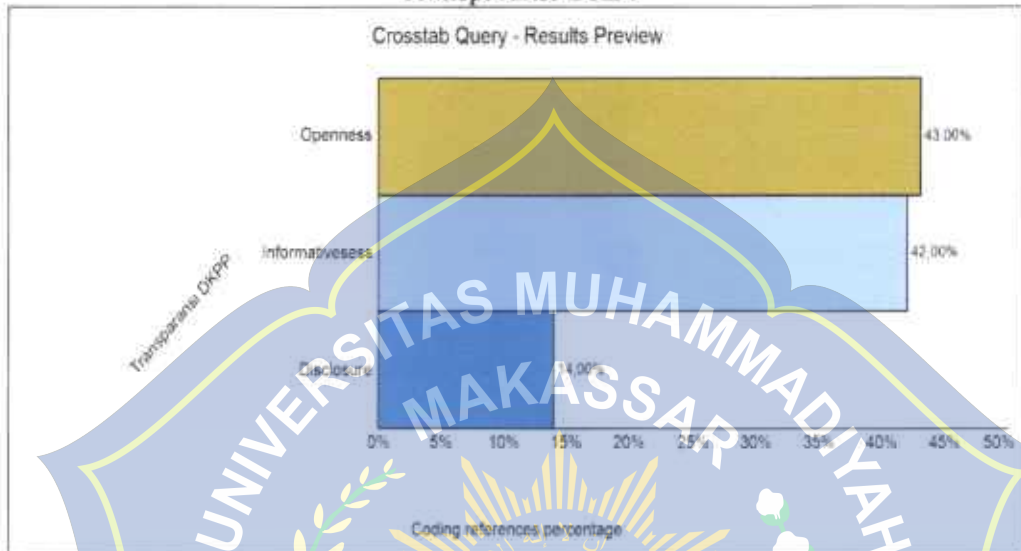 Crosstab Query - Results Preview
Openness
43.00%
Informativesess
42,00%
Disclosure
14,00%
Transparansi DKPP
0% 5% 10% 15% 20% 25% 30% 35% 40% 45% 50%
Coding references percentage
UNIVERSITAS MUHAMMADIYAH
MAKASSAR